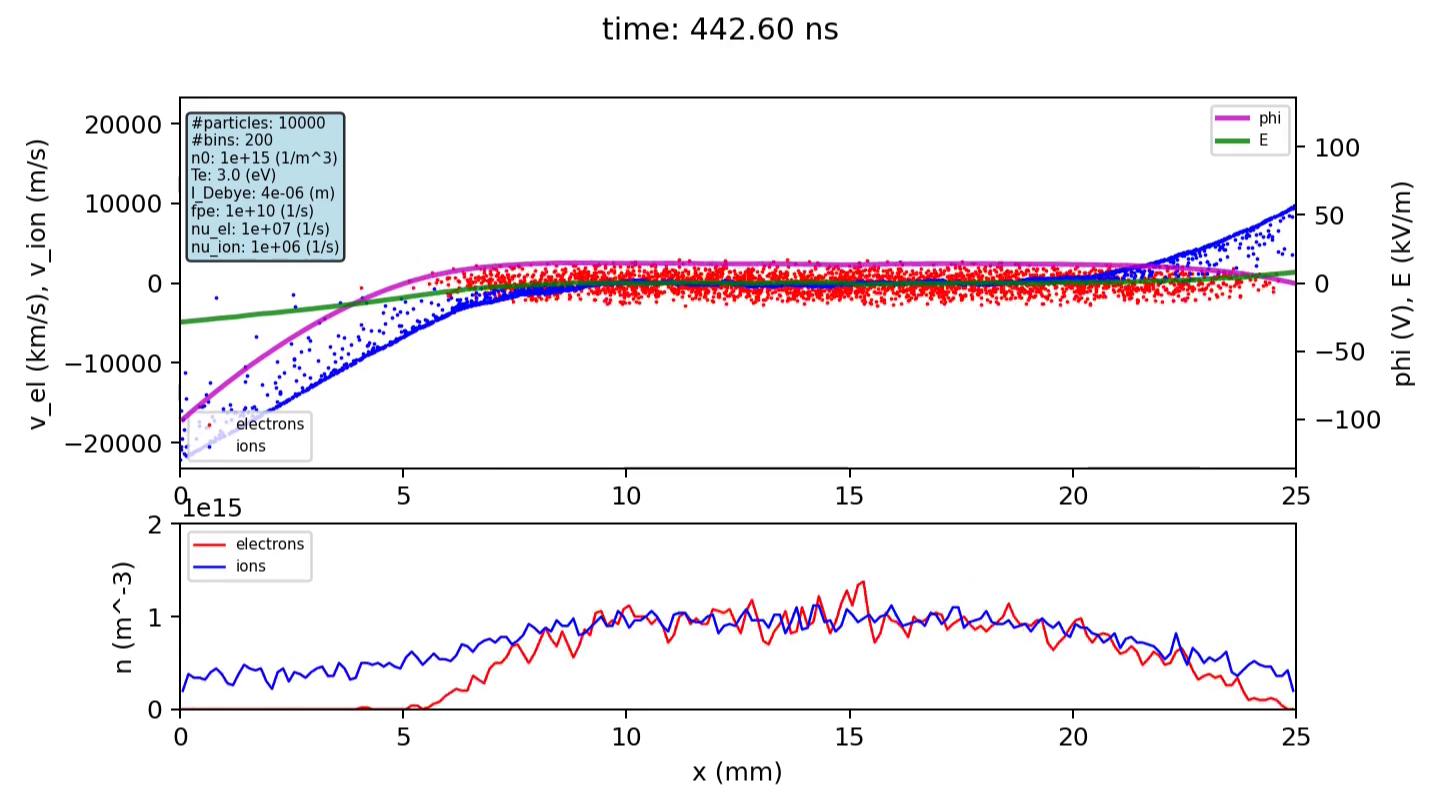 time: 442.60 ns
v_el (km/s), v_ion (m/s)
20000
10000
0
−10000
−20000
#particles: 10000
#bins: 200
n0: 1e+15 (1/m^3)
Te: 3.0 (eV)
l_Debye: 4e-06 (m)
fpe: 1e+10 (1/s)
nu_el: 1e+07 (1/s)
nu_ion: 1e+06 (1/s)
phi
E
100
50
0
−50
−100
phi (V), E (kV/m)
electrons
ions
0 5 10 15 20 25
1e15
n (m^-3)
2
1
0
electrons
ions
0 5 10 15 20 25
x (mm)